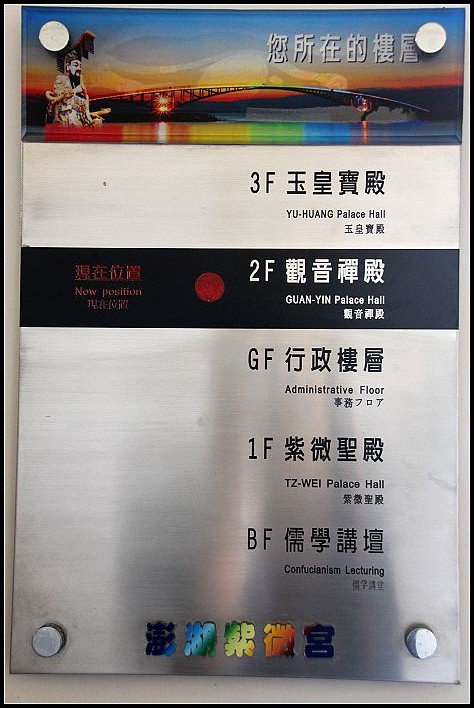 您所在的樓層
3F 玉皇寶殿
YU-HUANG Palace Hall
玉皇寶殿
現在位置
Now position
現在位置
2F 觀音禪殿
GUAN-YIN Palace Hall
觀音禪殿
GF 行政樓層
Administrative Floor
事務フロア
1F 紫微聖殿
TZ-WEI Palace Hall
紫微聖殿
BF 儒學講壇
Confucianism Lecturing
儒学講堂
澎湖紫微宮